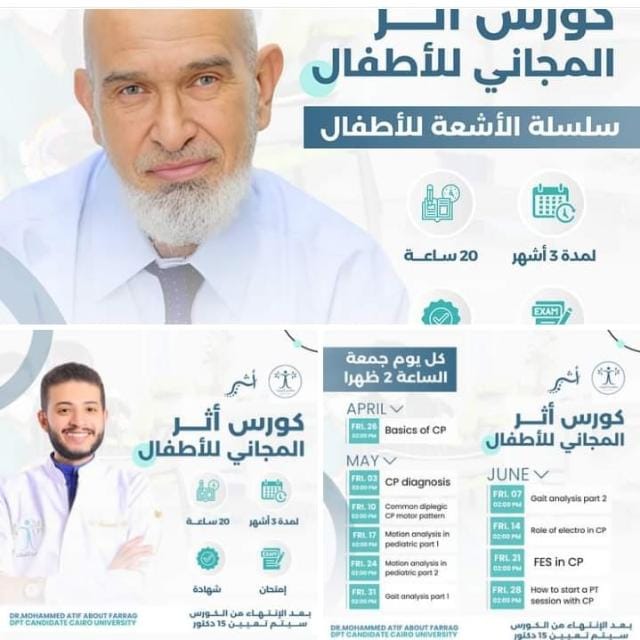 كورس أثر
المجاني للأطفال
سلسلة الأشعة للأطفال
لمدة 3 أشهر
20 ساعة
EXAM
أثر
كورس أثر
المجاني للأطفال
لمدة 3 أشهر
20 ساعة
إمتحان
شهادة
DR.MOHAMMED ATIF ABOUT FARRAG
DPT CANDIDATE CAIRO UNIVERSITY
بعد الإنتهاء من الكورس
سيتم تعيين 15 دكتور
كل يوم جمعة
الساعة 2 ظهرا
أثر
كورس أثر
المجاني للأطفال
APRIL
FRI. 26
02:00 PM
Basics of CP
MAY
FRI. 03
02:00 PM
CP diagnosis
FRI. 10
02:00 PM
Common diplegic
CP motor pattern
FRI. 17
02:00 PM
Motion analysis in
pediatric part 1
FRI. 24
02:00 PM
Motion analysis in
pediatric part 2
FRI. 31
02:00 PM
Gait analysis part 1
JUNE
FRI. 07
02:00 PM
Gait analysis part 2
FRI. 14
02:00 PM
Role of electro in CP
FRI. 21
02:00 PM
FES in CP
FRI. 28
02:00 PM
How to start a PT
session with CP
DR.MOHAMMED ATIF ABOUT FARRAG
DPT CANDIDATE CAIRO UNIVERSITY
بعد الإنتهاء من الكورس
سيتم تعيين 15 دكتور